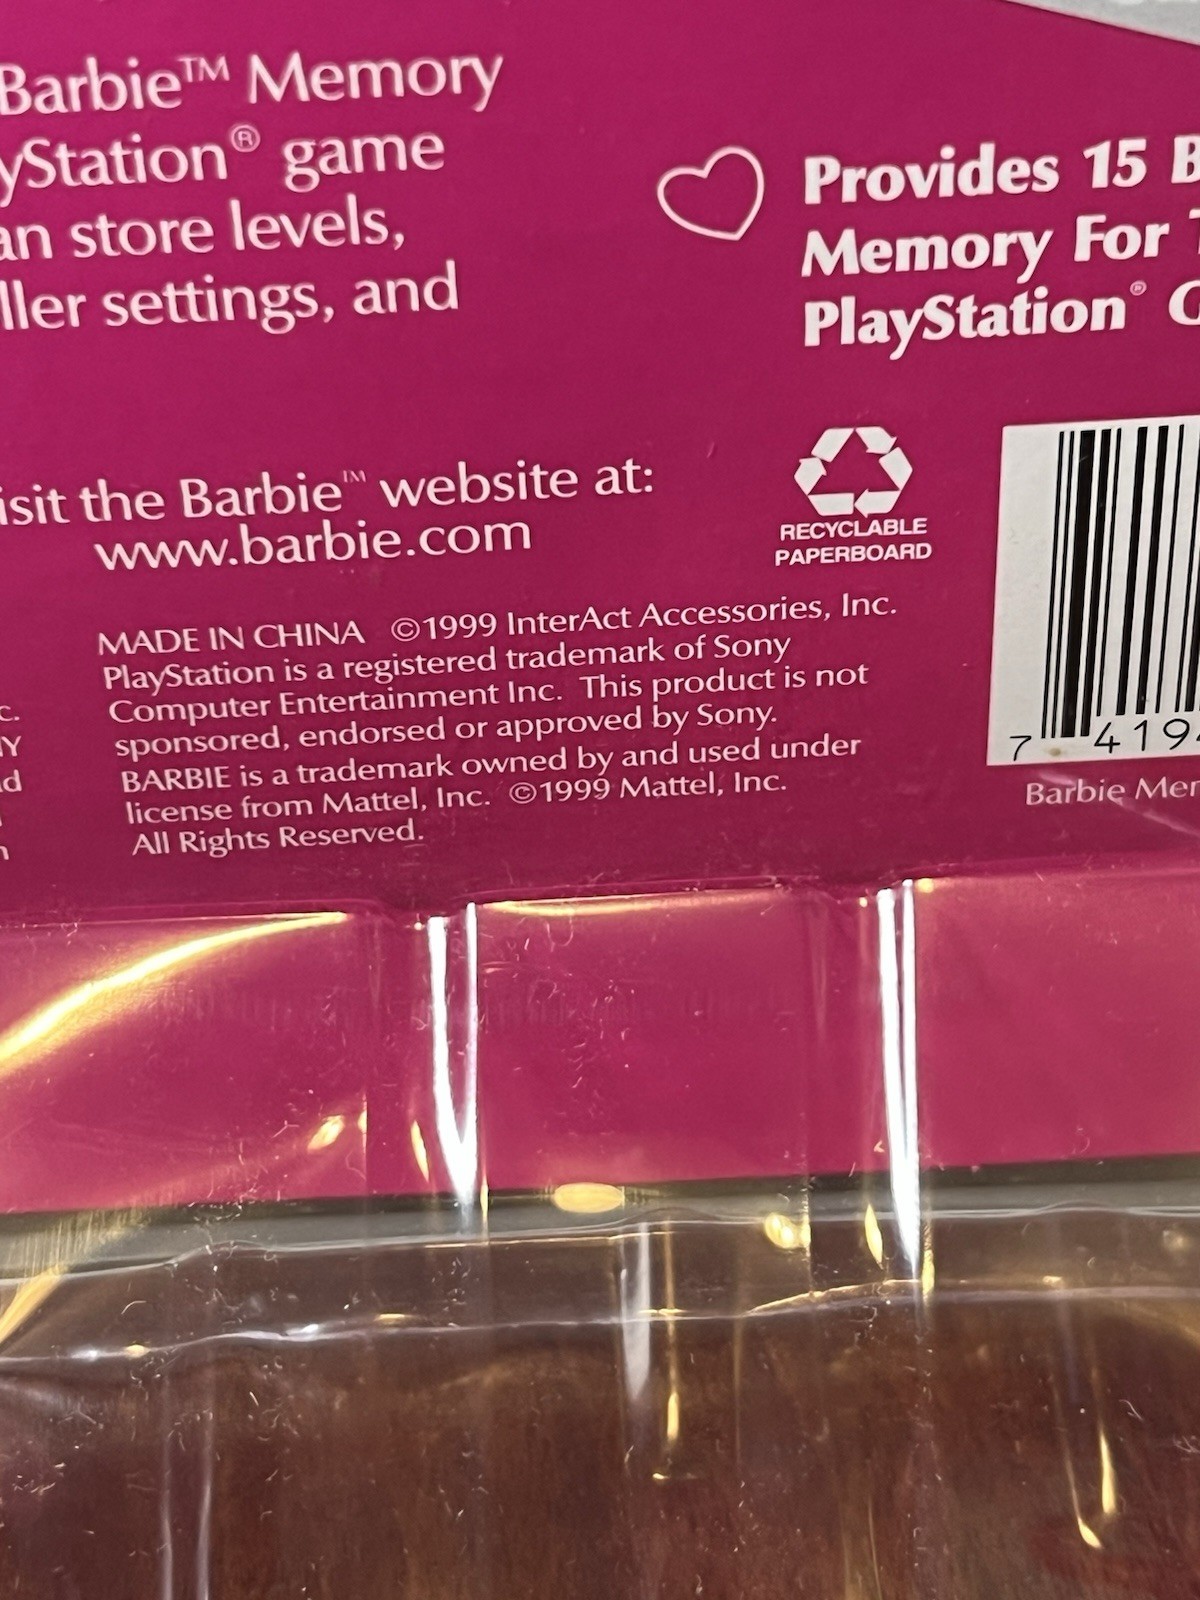 Barbie™ Memory
yStation® game
an store levels,
ller settings, and
Provides 15 B
Memory For
PlayStation®
isit the Barbie™ website at:
www.barbie.com
RECYCLABLE
PAPERBOARD
MADE IN CHINA ©1999 InterAct Accessories, Inc.
PlayStation is a registered trademark of Sony
Computer Entertainment Inc. This product is not
sponsored, endorsed or approved by Sony.
BARBIE is a trademark owned by and used under
license from Mattel, Inc. ©1999 Mattel, Inc.
All Rights Reserved.
c.
7 419
Barbie Mem